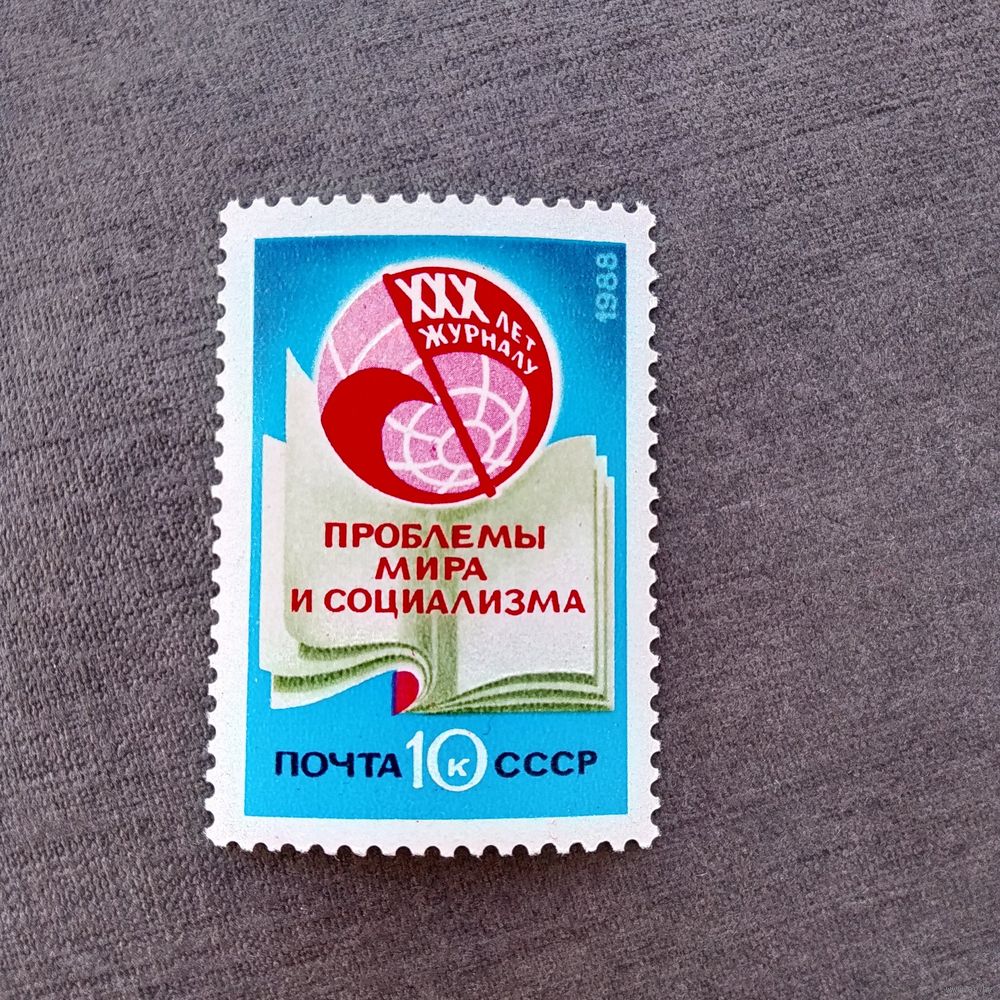 XXX ЛЕТ
ЖУРНАЛУ
1988
ПРОБЛЕМЫ
МИРА
И СОЦИАЛИЗМА
ПОЧТА 10 К СССР